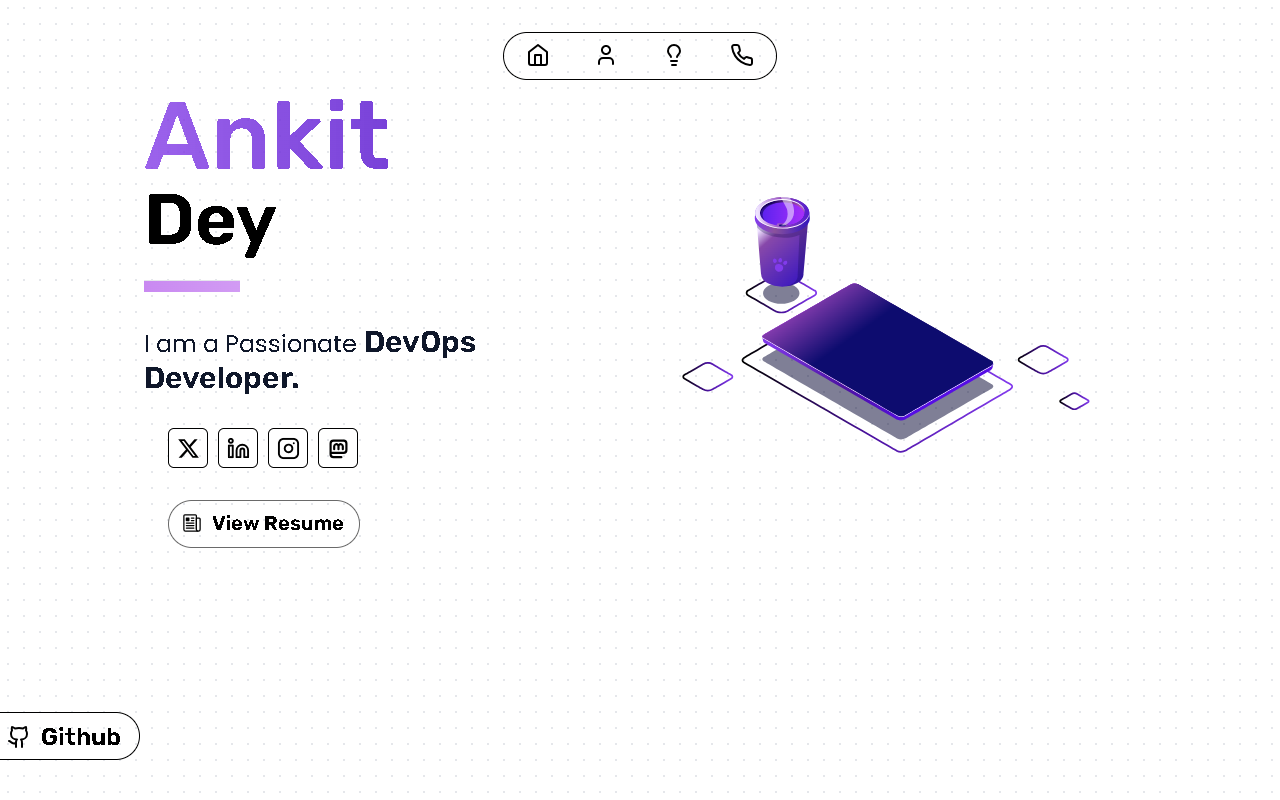 Ankit
Dey
I am a Passionate DevOps
Developer.
View Resume
Github